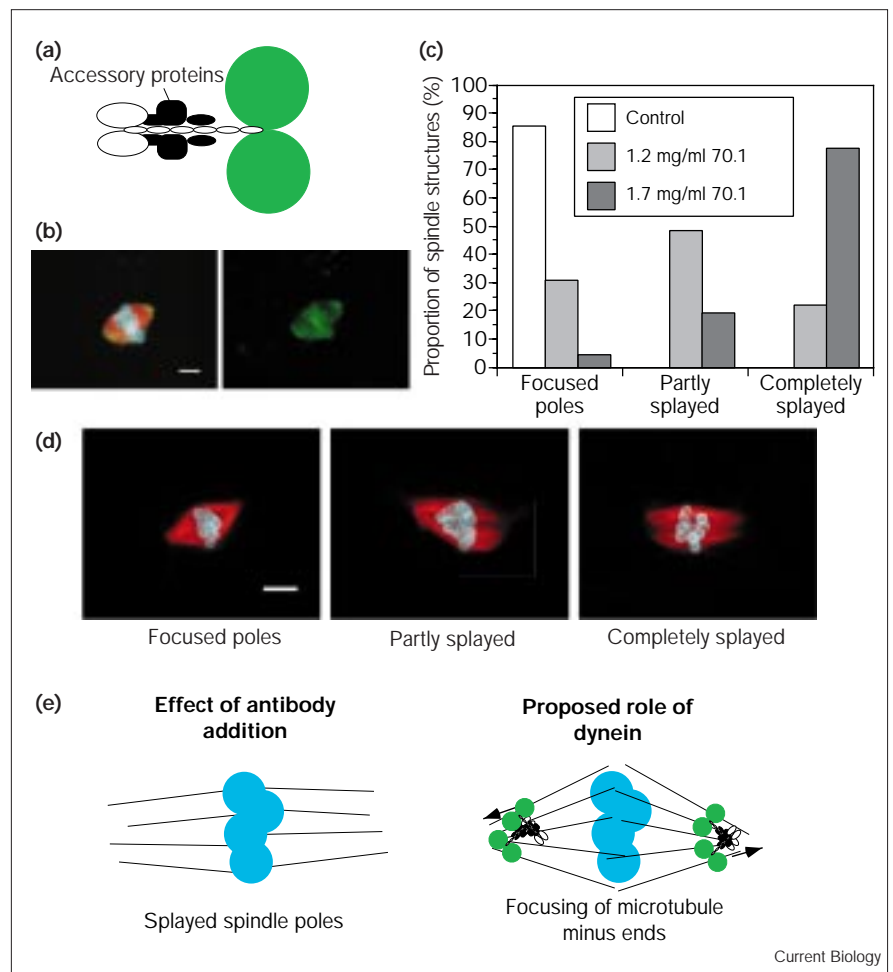 (a)
Accessory proteins
(b)
(c)
Proportion of spindle structures (%)
100
90
80
70
60
50
40
30
20
10
0
Control
1.2 mg/ml 70.1
1.7 mg/ml 70.1
Focused
poles
Partly
splayed
Completely
splayed
(d)
Focused poles
Partly splayed
Completely splayed
(e)
Effect of antibody
addition
Splayed spindle poles
Proposed role of
dynein
Focusing of microtubule
minus ends
Current Biology